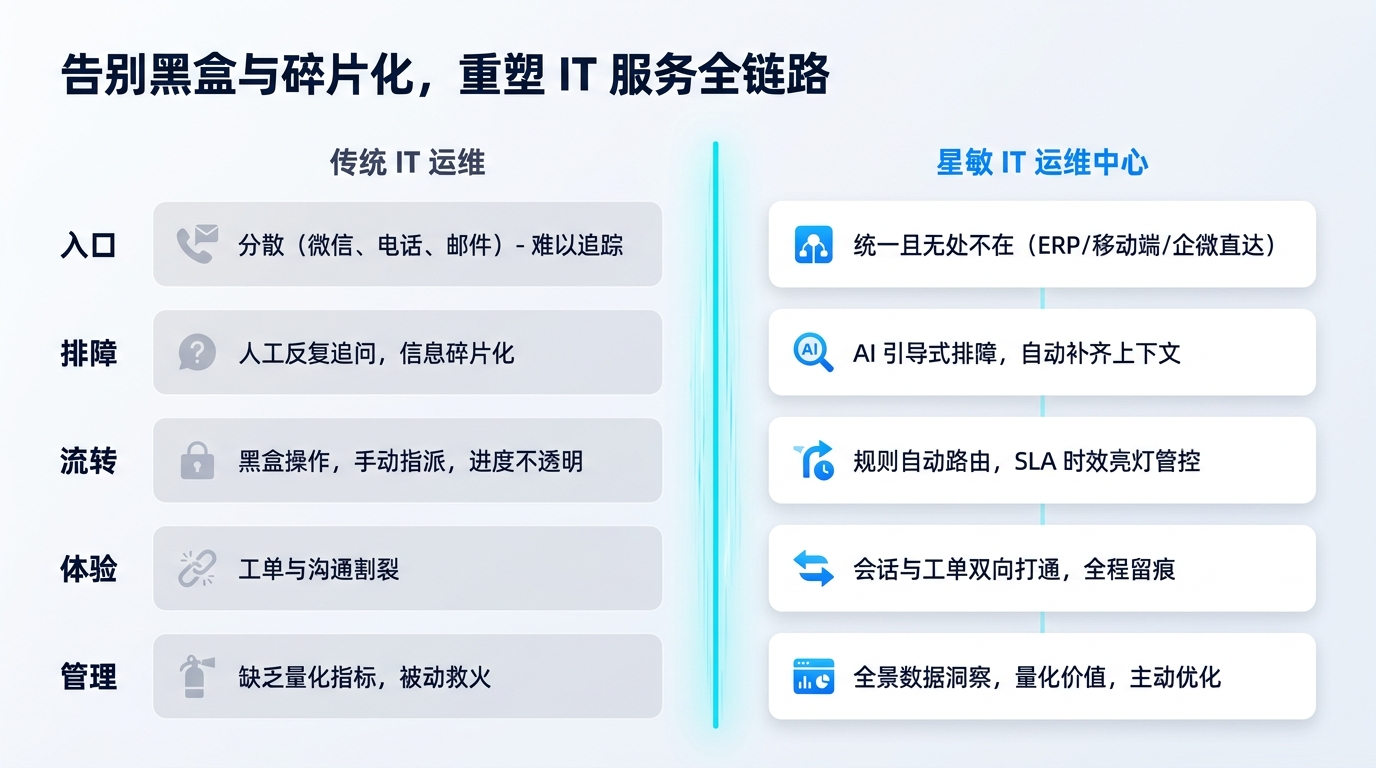 告别黑盒与碎片化，重塑 IT 服务全链路
传统 IT 运维
星敏 IT 运维中心
入口
分散（微信、电话、邮件）- 难以追踪
统一且无处不在（ERP/移动端/企微直达）
排障
?
人工反复追问，信息碎片化
AI
AI 引导式排障，自动补齐上下文
流转
黑盒操作，手动指派，进度不透明
规则自动路由，SLA 时效亮灯管控
体验
工单与沟通割裂
会话与工单双向打通，全程留痕
管理
缺乏量化指标，被动救火
全景数据洞察，量化价值，主动优化